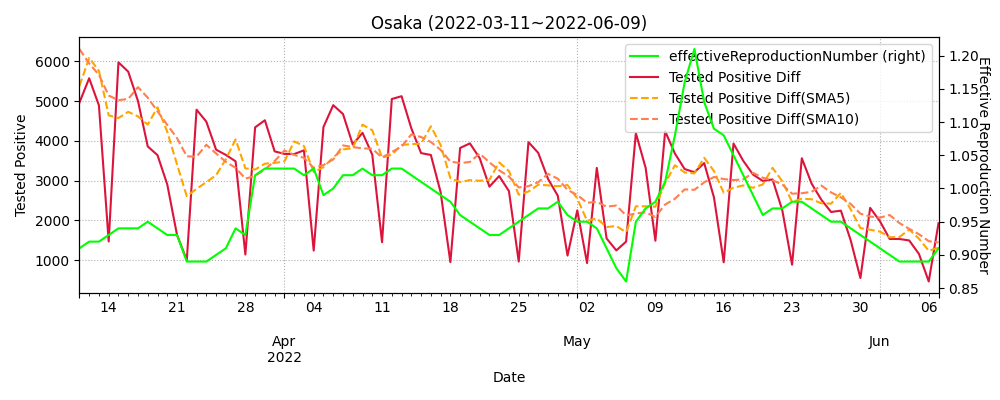 Osaka (2022-03-11~2022-06-09)
effectiveReproductionNumber (right)
Tested Positive Diff
Tested Positive Diff(SMA5)
Tested Positive Diff(SMA10)
Tested Positive
6000
5000
4000
3000
2000
1000
Effective Reproduction Number
1.20
1.15
1.10
1.05
1.00
0.95
0.90
0.85
14 21 28 04 11 18 25 02 09 16 23 30 06
Apr May Jun
2022
Date